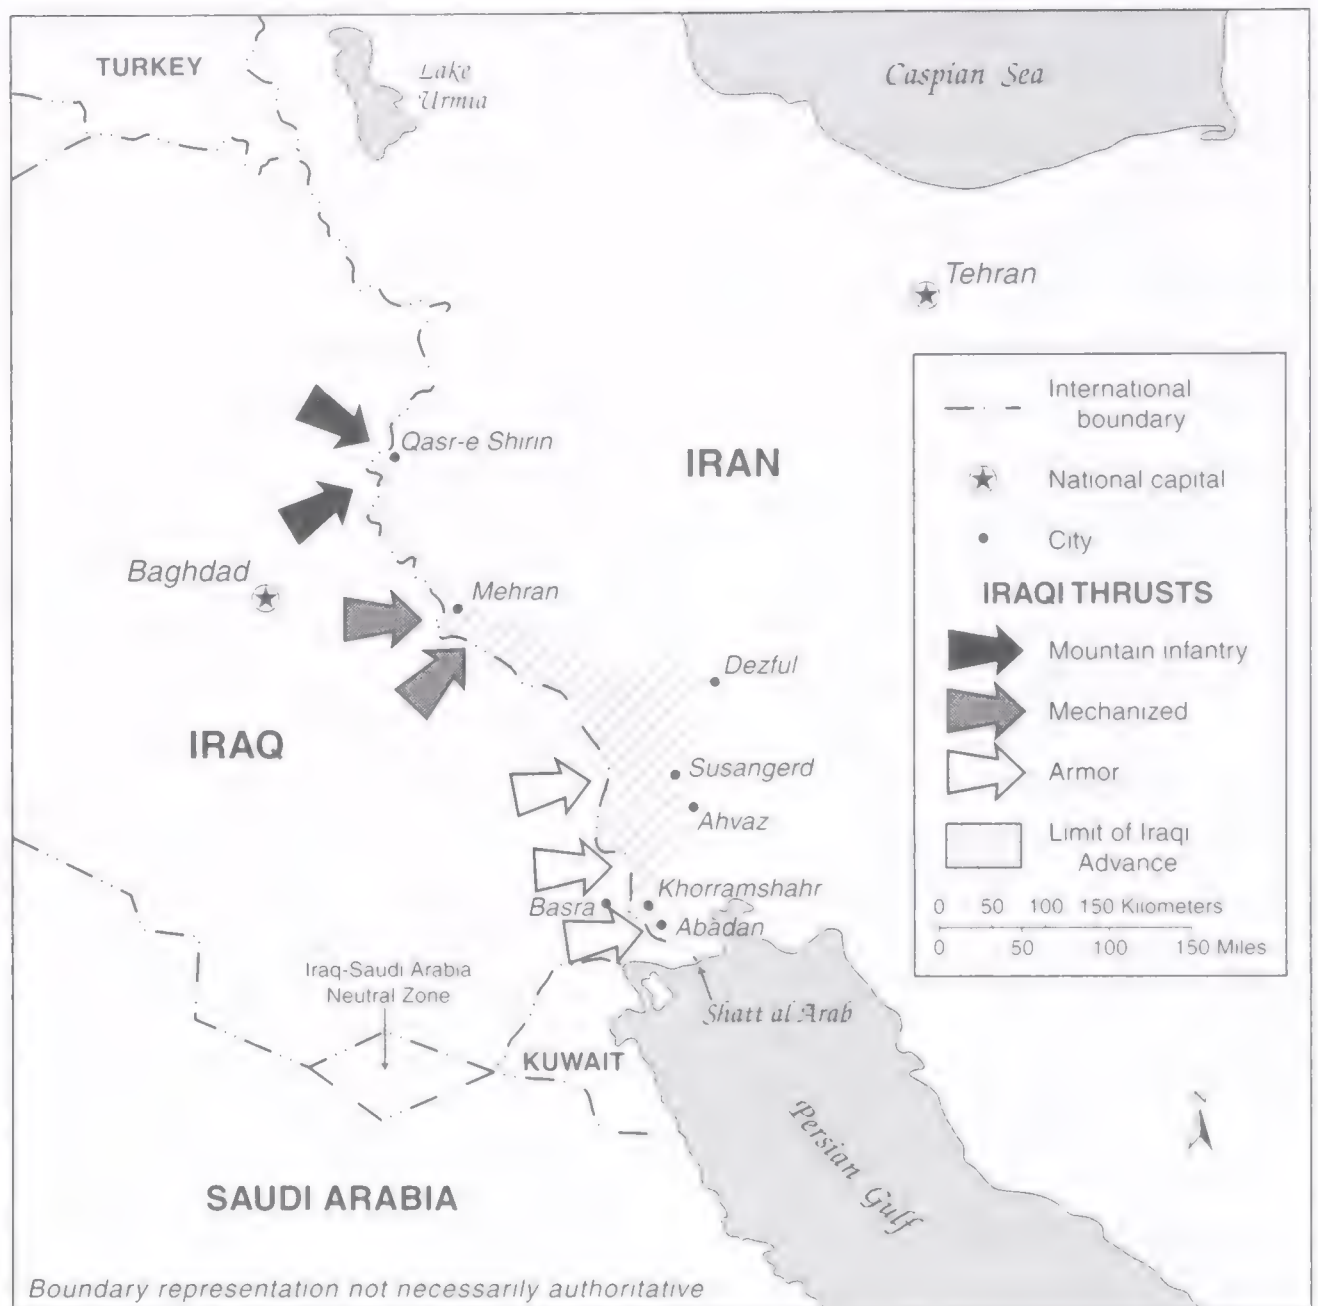 TURKEY
Lake
Urmia
Caspian Sea
Tehran
Qasr-e Shirin
IRAN
Baghdad
Mehran
Dezful
IRAQ
Susangerd
Ahvaz
Khorramshahr
Basra
Abadan
Iraq-Saudi Arabia
Neutral Zone
Shatt al Arab
KUWAIT
Persian Gulf
SAUDI ARABIA
Boundary representation not necessarily authoritative
International
boundary
National capital
City
IRAQI THRUSTS
Mountain infantry
Mechanized
Armor
Limit of Iraqi
Advance
0 50 100 150 Kilometers
0 50 100 150 Miles
N